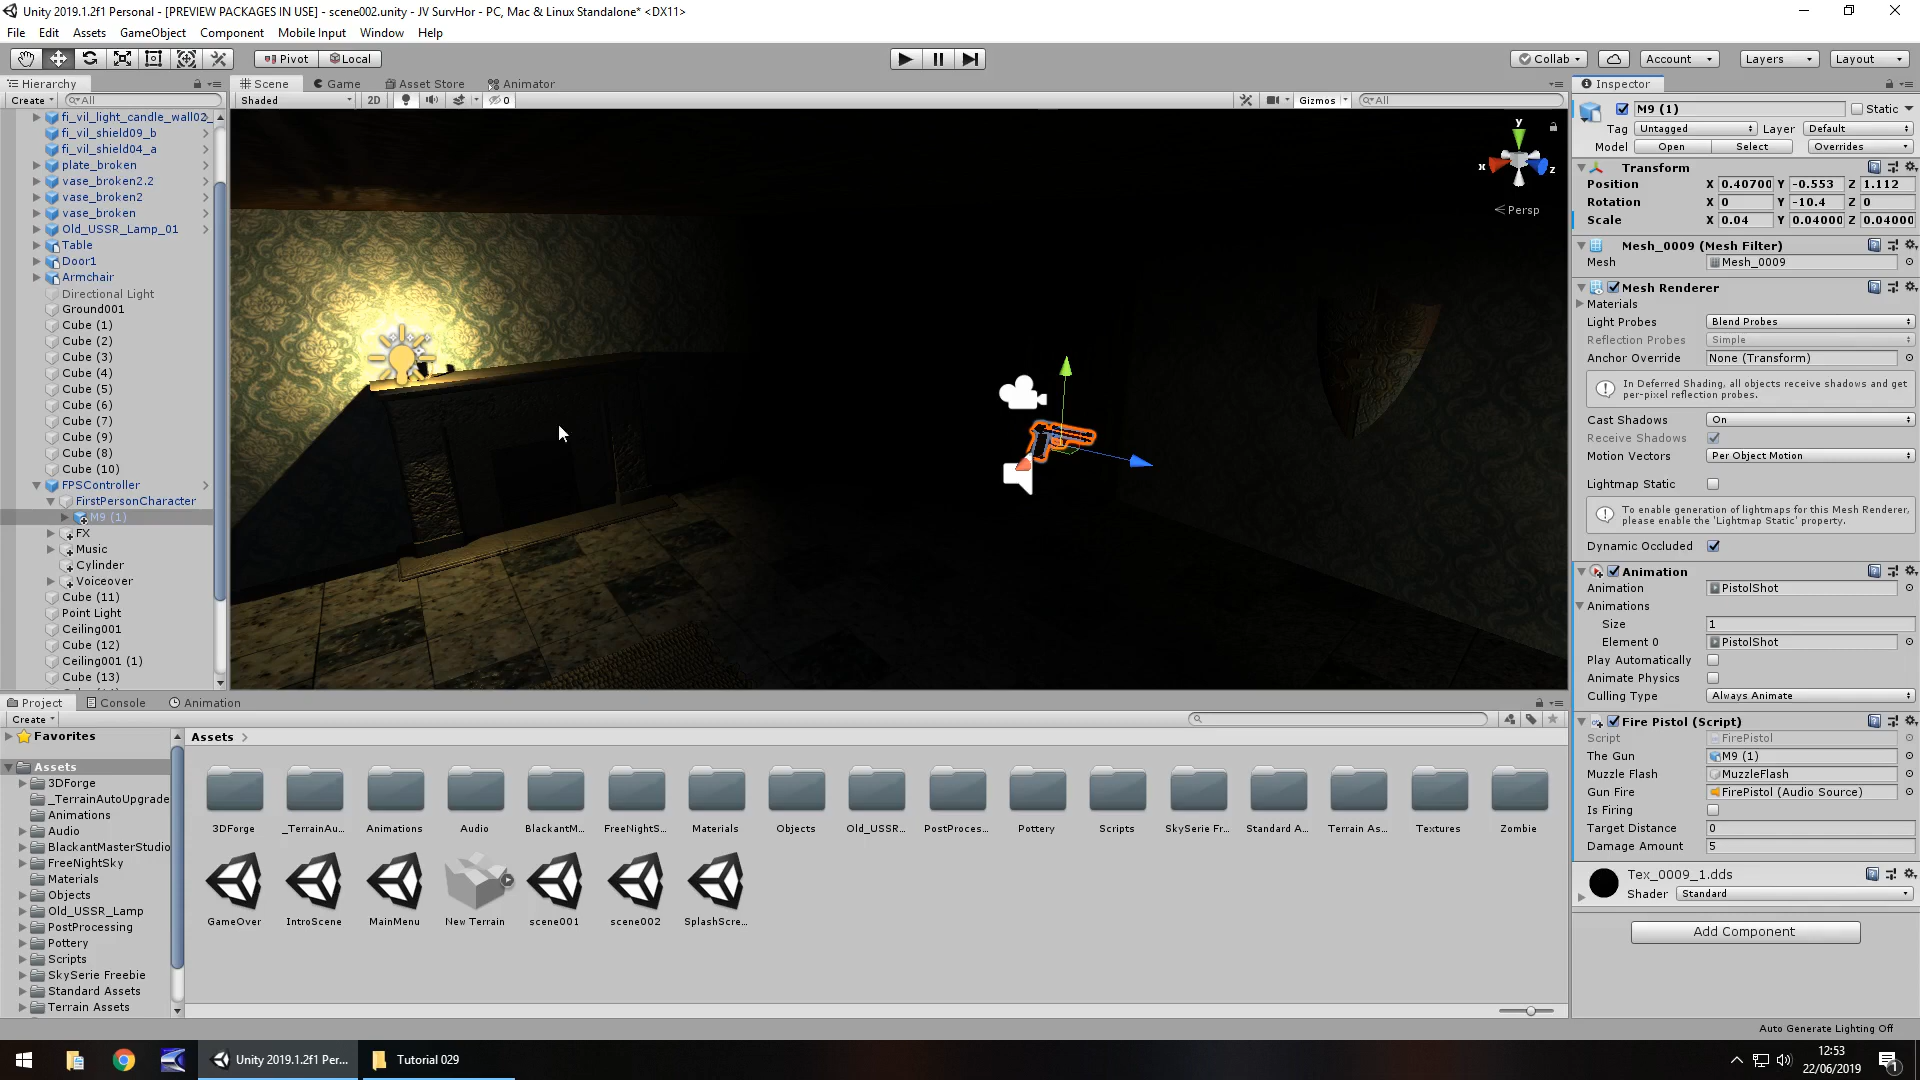 Unity 2019.1.2f1 Personal - [PREVIEW PACKAGES IN USE] - scene002.unity - JV SurvHor - PC, Mac & Linux Standalone* <DX11>
File Edit Assets GameObject Component Mobile Input Window Help
Pivot Local Collab Account Layers Layout
Hierarchy
Create All
fi_vil_light_candle_wall02_
fi_vil_shield09_b
fi_vil_shield04_a
plate_broken
vase_broken2.2
vase_broken2
vase_broken
Old_USSR_Lamp_01
Table
Door1
Armchair
Directional Light
Ground001
Cube (1)
Cube (2)
Cube (3)
Cube (4)
Cube (5)
Cube (6)
Cube (7)
Cube (9)
Cube (8)
Cube (10)
FPSController
FirstPersonCharacter
M9 (1)
FX
Music
Cylinder
Voiceover
Cube (11)
Point Light
Ceiling001
Cube (12)
Ceiling001 (1)
Cube (13)
Scene Game Asset Store Animator
Shaded 2D 0 Gizmos All
y
x z
Persp
Inspector
M9 (1) Static
Tag Untagged Layer Default
Model Open Select Overrides
Transform
Position X 0.40700 Y -0.553 Z 1.112
Rotation X 0 Y -10.4 Z 0
Scale X 0.04 Y 0.04000 Z 0.04000
Mesh_0009 (Mesh Filter)
Mesh Mesh_0009
Mesh Renderer
Materials
Light Probes Blend Probes
Reflection Probes Simple
Anchor Override None (Transform)
In Deferred Shading, all objects receive shadows and get
per-pixel reflection probes.
Cast Shadows On
Receive Shadows
Motion Vectors Per Object Motion
Lightmap Static
To enable generation of lightmaps for this Mesh Renderer,
please enable the 'Lightmap Static' property.
Dynamic Occluded
Animation
Animation PistolShot
Animations
Size 1
Element 0 PistolShot
Play Automatically
Animate Physics
Culling Type Always Animate
Fire Pistol (Script)
Script FirePistol
The Gun M9 (1)
Muzzle Flash MuzzleFlash
Gun Fire FirePistol (Audio Source)
Is Firing
Target Distance 0
Damage Amount 5
Tex_0009_1.dds
Shader Standard
Add Component
Project Console Animation
Create
Favorites
Assets
3DForge
_TerrainAutoUpgrade
Animations
Audio
BlackantMasterStudio
FreeNightSky
Materials
Objects
Old_USSR_Lamp
PostProcessing
Pottery
Scripts
SkySerie Freebie
Standard Assets
Terrain Assets
Assets
3DForge _TerrainAu... Animations Audio BlackantM... FreeNightS... Materials Objects Old_USSR... PostProces... Pottery Scripts SkySerie Fr... Standard A... Terrain As... Textures Zombie
GameOver IntroScene MainMenu New Terrain scene001 scene002 SplashScre...
Auto Generate Lighting Off
Unity 2019.1.2f1 Per... Tutorial 029
12:53
22/06/2019
1